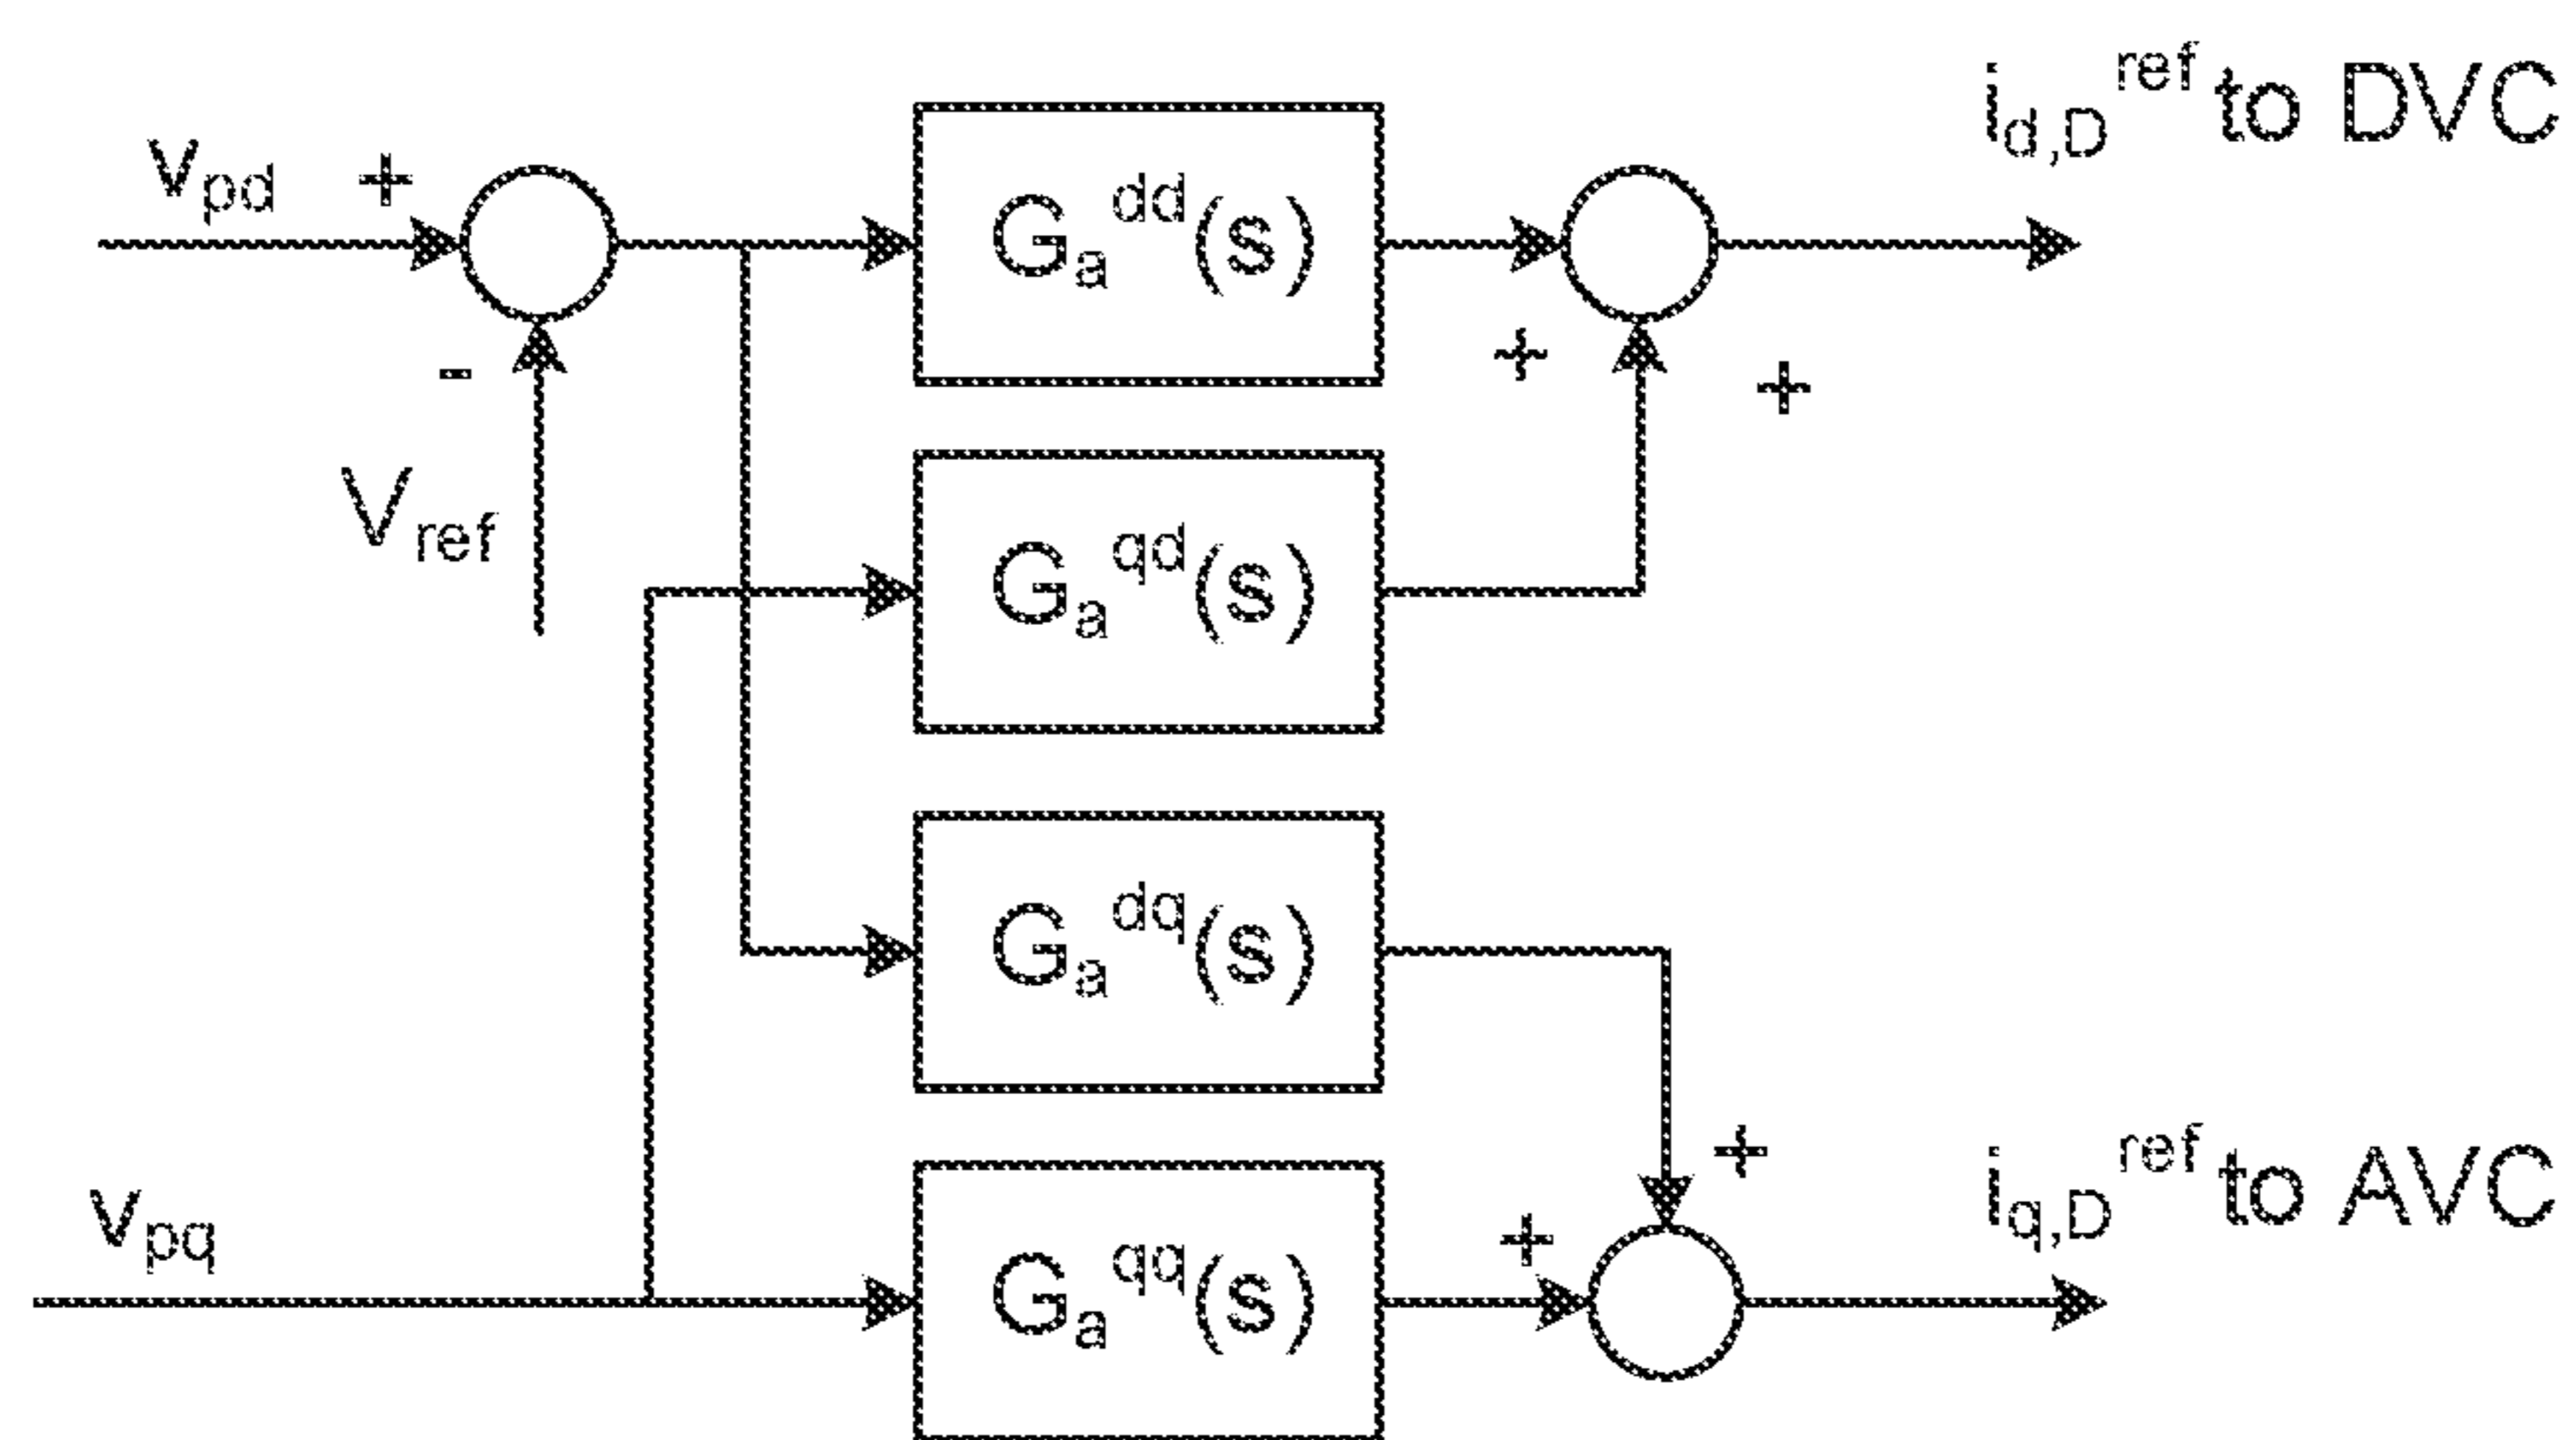 v_pd +
i_d,D^ref to DVC
G_a^dd(s)
-
+
+
V_ref
G_a^qd(s)
G_a^dq(s)
+
v_pq
+
i_q,D^ref to AVC
G_a^qq(s)